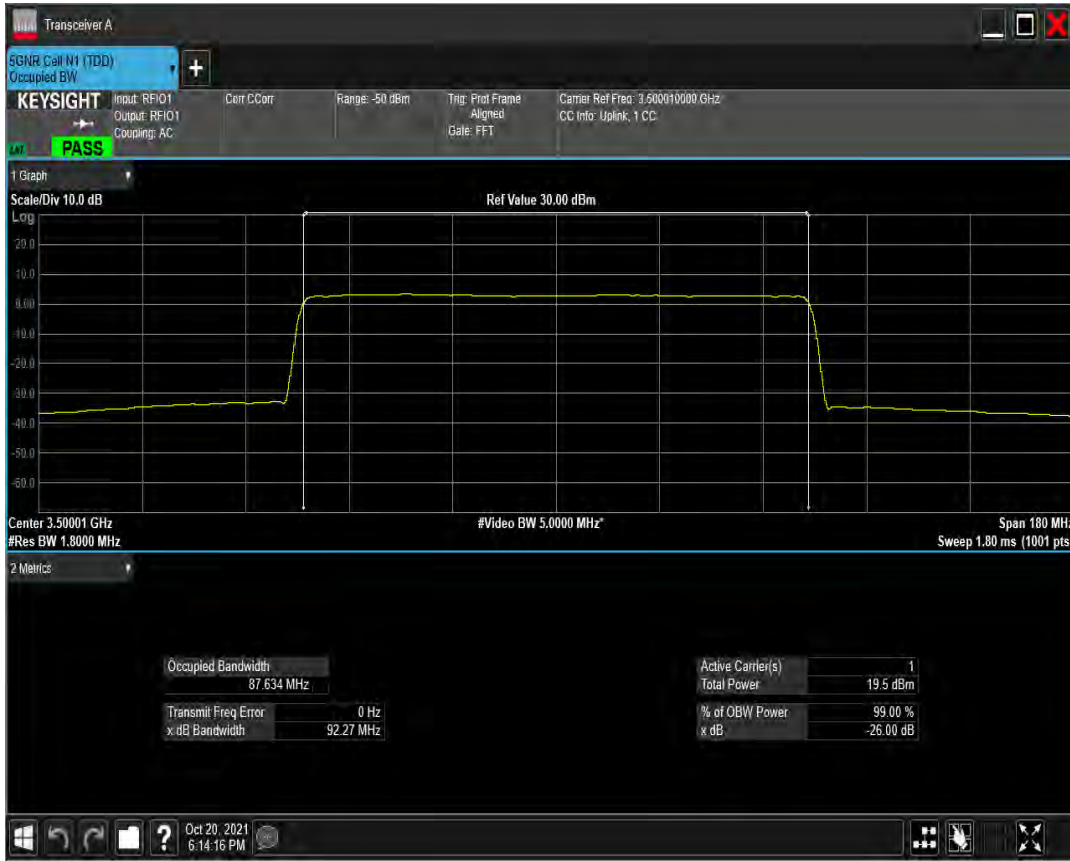 Transceiver A
5GNR Cell N1 (TDD)
Occupied BW
+
KEYSIGHT
Input: RFIO1
Output: RFIO1
Coupling: AC
Corr CCorr
Range: -50 dBm
Trig: Prot Frame
Aligned
Gate: FFT
Carrier Ref Freq: 3.500010000 GHz
CC Info: Uplink, 1 CC
PASS
1 Graph
Scale/Div 10.0 dB
Ref Value 30.00 dBm
Log
20.0
10.0
0.00
-10.0
-20.0
-30.0
-40.0
-50.0
-60.0
Center 3.50001 GHz
#Video BW 5.0000 MHz*
Span 180 MHz
#Res BW 1.8000 MHz
Sweep 1.80 ms (1001 pts
2 Metrics
Occupied Bandwidth
87.634 MHz
Transmit Freq Error 0 Hz
x dB Bandwidth 92.27 MHz
Active Carrier(s) 1
Total Power 19.5 dBm
% of OBW Power 99.00 %
x dB -26.00 dB
?
Oct 20, 2021
6:14:16 PM